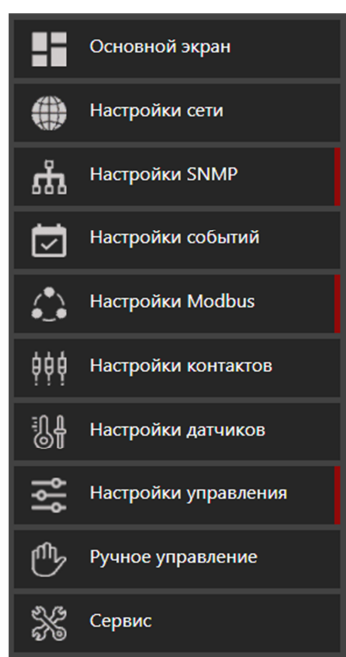 Основной экран
Настройки сети
Настройки SNMP
Настройки событий
Настройки Modbus
Настройки контактов
Настройки датчиков
Настройки управления
Ручное управление
Сервис